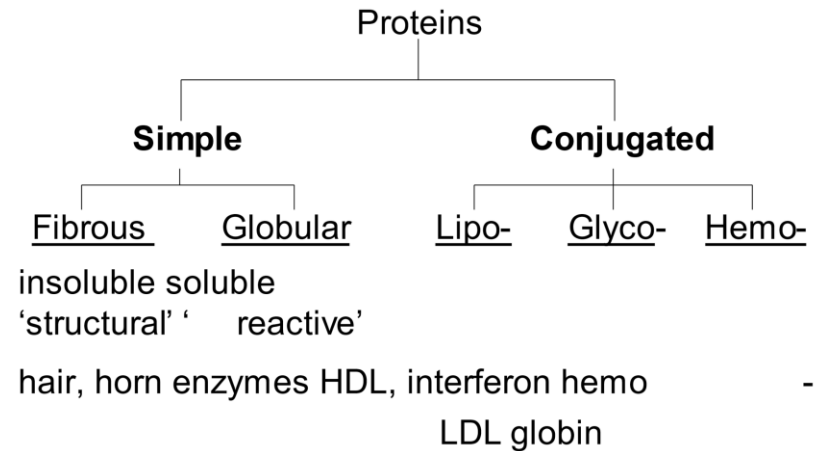 Proteins
Simple Conjugated
Fibrous Globular Lipo- Glyco- Hemo-
insoluble soluble
‘structural’ ‘ reactive’
hair, horn enzymes HDL, interferon hemo -
LDL globin